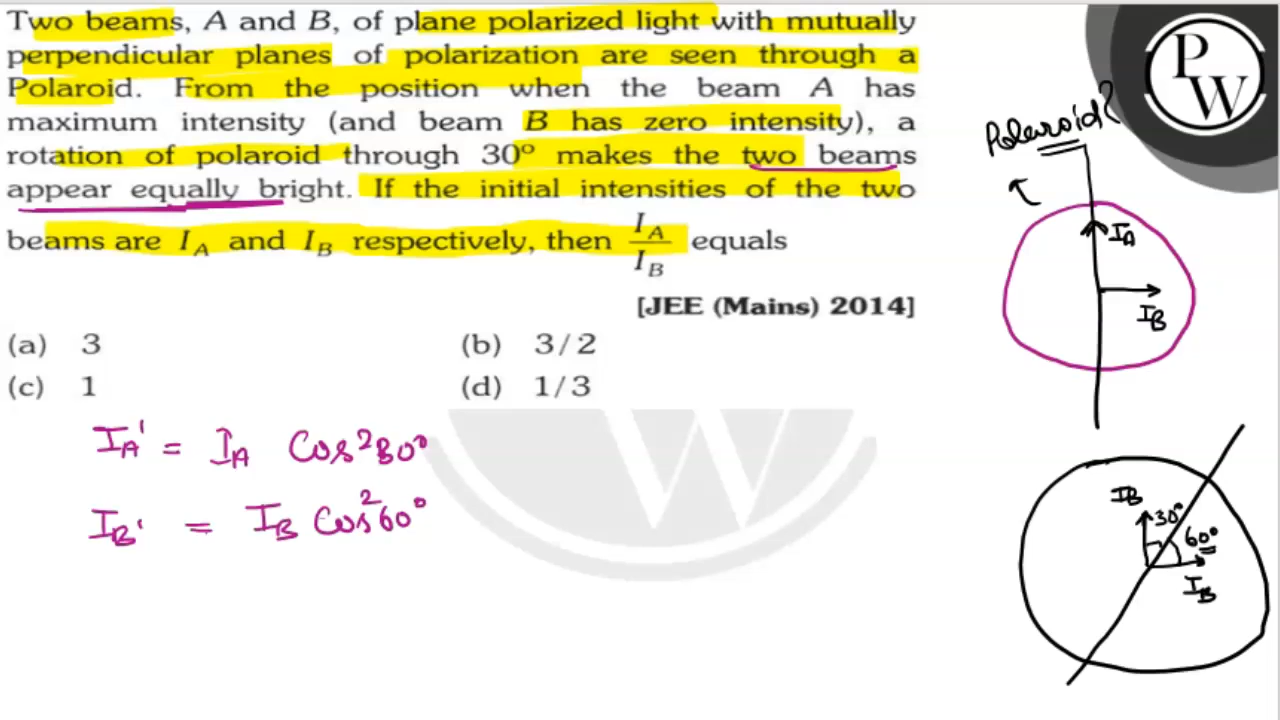 Two beams, A and B, of plane polarized light with mutually
perpendicular planes of polarization are seen through a
Polaroid. From the position when the beam A has
maximum intensity (and beam B has zero intensity), a
rotation of polaroid through 30° makes the two beams
appear equally bright. If the initial intensities of the two
beams are I_A and I_B respectively, then I_A/I_B equals
[JEE (Mains) 2014]
(a) 3 (b) 3/2
(c) 1 (d) 1/3
I_A' = I_A Cos²30°
I_B' = I_B Cos²60°
P
W
Polaroid?
I_A
I_B
I_B
30°
60°
I_B